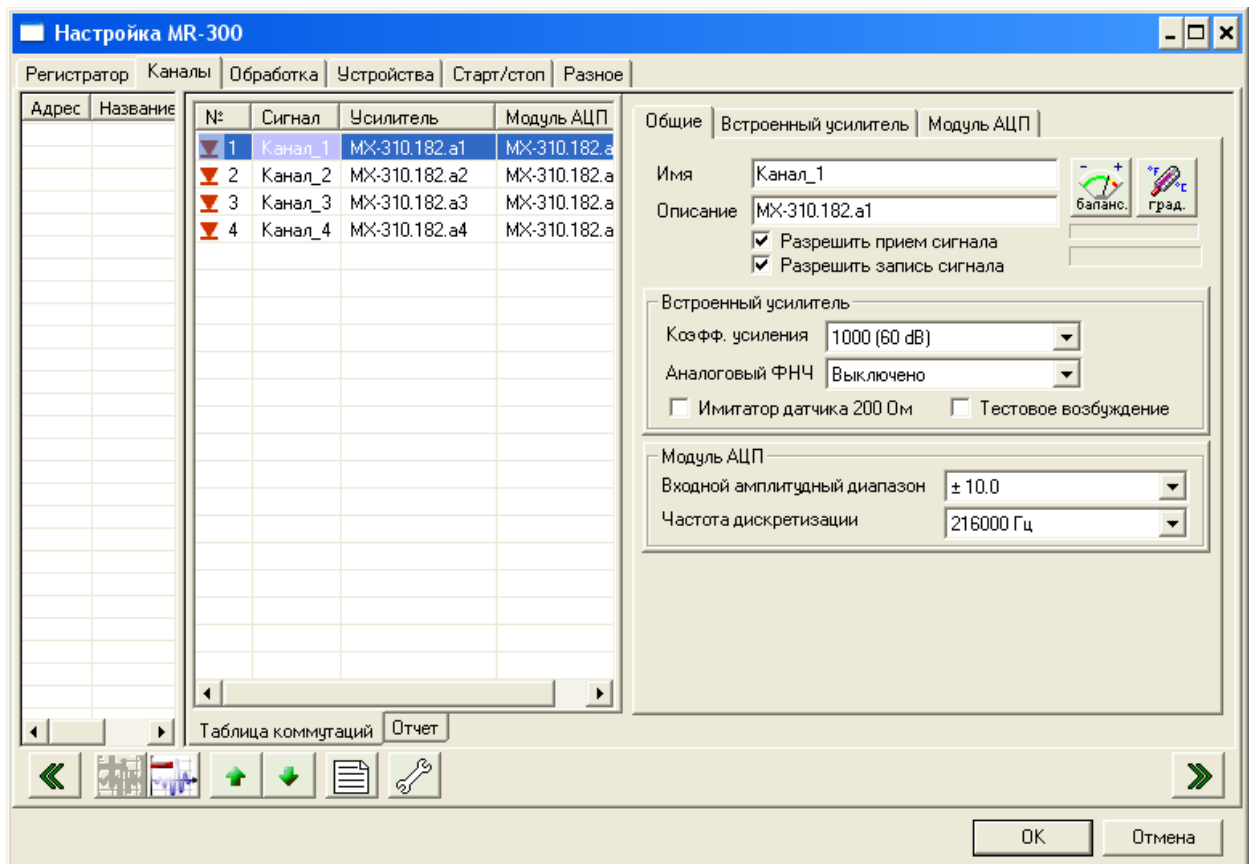 Настройка MR-300
Регистратор Каналы Обработка Устройства Старт/стоп Разное
Адрес Название
№ Сигнал Усилитель Модуль АЦП
1 Канал_1 MX-310.182.a1 MX-310.182.a
2 Канал_2 MX-310.182.a2 MX-310.182.a
3 Канал_3 MX-310.182.a3 MX-310.182.a
4 Канал_4 MX-310.182.a4 MX-310.182.a
Таблица коммутаций Отчет
Общие Встроенный усилитель Модуль АЦП
Имя Канал_1
Описание MX-310.182.a1
баланс. град.
°F °C
Разрешить прием сигнала
Разрешить запись сигнала
Встроенный усилитель
Коэфф. усиления 1000 (60 dB)
Аналоговый ФНЧ Выключено
Имитатор датчика 200 Ом Тестовое возбуждение
Модуль АЦП
Входной амплитудный диапазон ± 10.0
Частота дискретизации 216000 Гц
OK Отмена